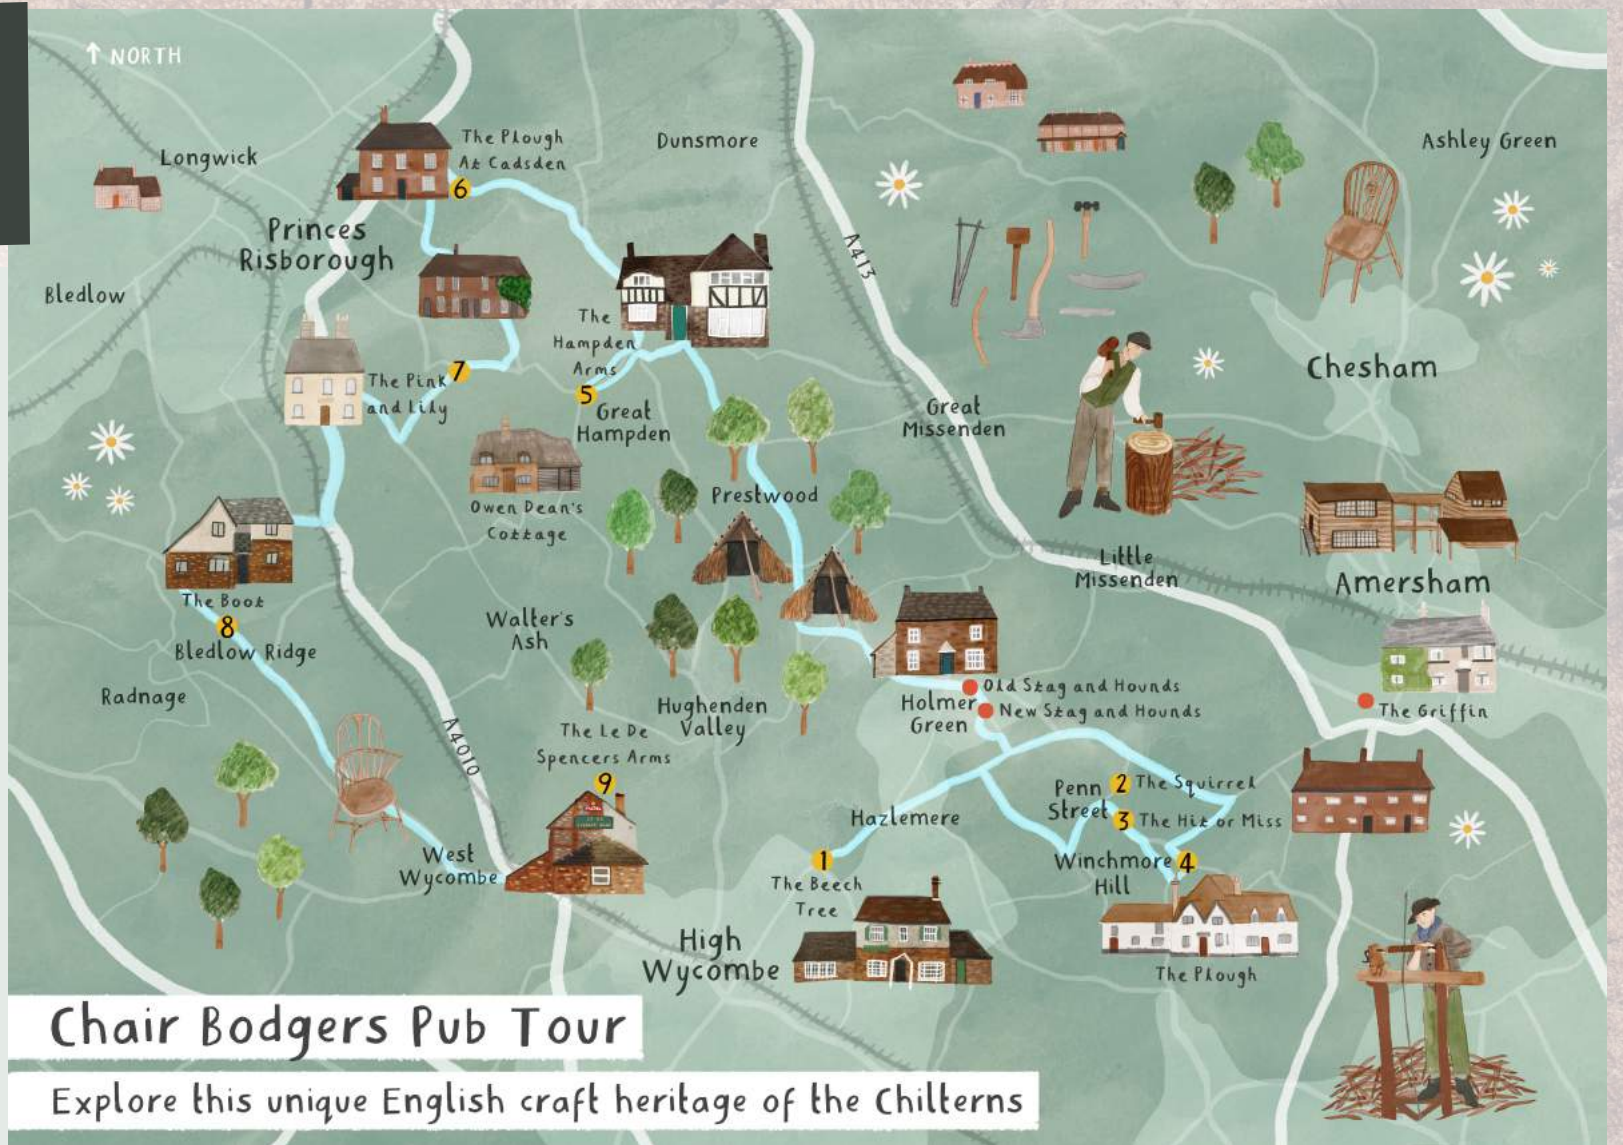 ↑ NORTH
Longwick
The Plough
At Cadsden
6
Dunsmore
Ashley Green
Princes
Risborough
Bledlow
A413
The
Hampden
Arms
5
Great
Hampden
The Pink
and Lily
7
Chesham
Great
Missenden
Owen Dean's
Cottage
Prestwood
Little
Missenden
Amersham
The Boot
8
Bledlow Ridge
Walter's
Ash
Radnage
Hughenden
Valley
Old Stag and Hounds
Holmer
Green
New Stag and Hounds
The Griffin
A4010
The Le De
Spencers Arms
9
Penn
Street
2 The Squirrel
3 The Hit or Miss
Hazlemere
1
The Beech
Tree
Winchmore
Hill
4
The Plough
West
Wycombe
High
Wycombe
Chair Bodgers Pub Tour
Explore this unique English craft heritage of the Chilterns